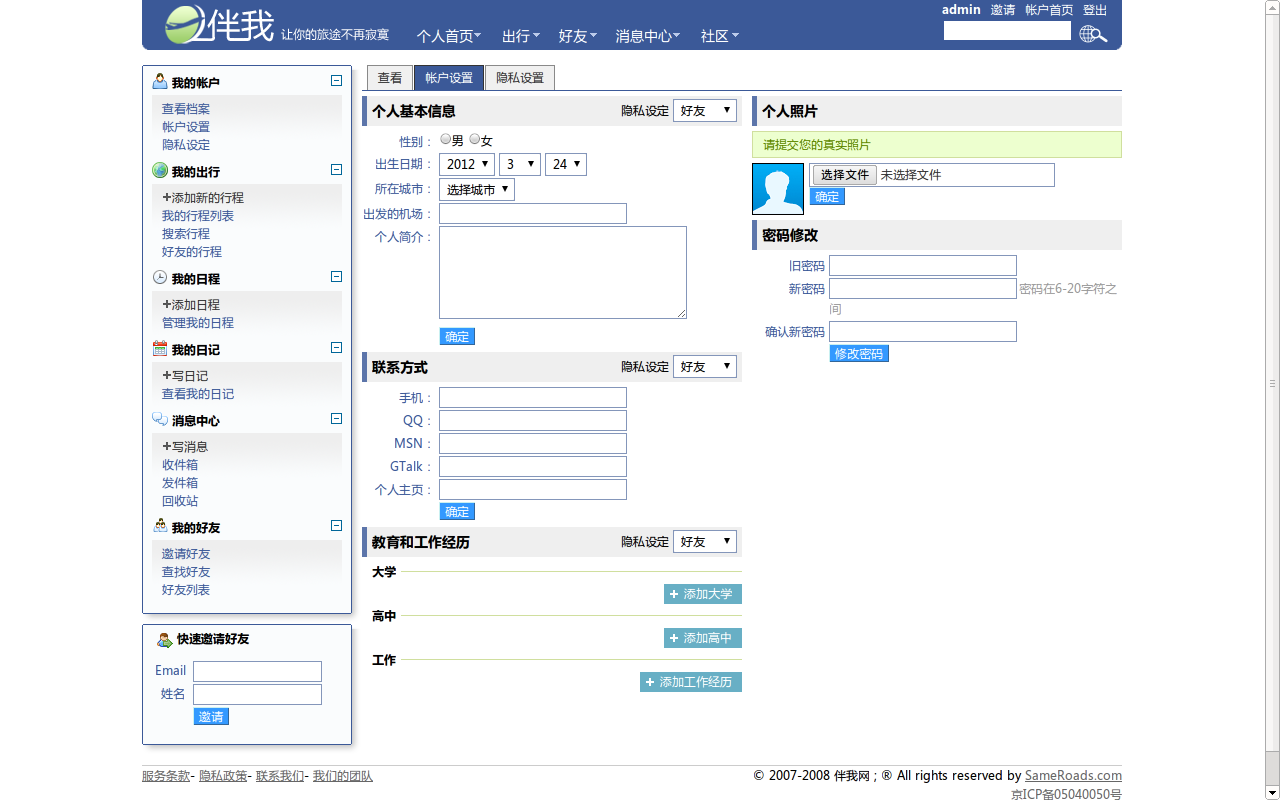 伴我 让你的旅途不再寂寞
个人首页 出行 好友 消息中心 社区
admin 邀请 帐户首页 登出
我的帐户
查看档案
帐户设置
隐私设定
我的出行
+添加新的行程
我的行程列表
搜索行程
好友的行程
我的日程
+添加日程
管理我的日程
我的日记
+写日记
查看我的日记
消息中心
+写消息
收件箱
发件箱
回收站
我的好友
邀请好友
查找好友
好友列表
快速邀请好友
Email
姓名
邀请
查看 帐户设置 隐私设置
个人基本信息 隐私设定 好友
性别： 男 女
出生日期： 2012 3 24
所在城市： 选择城市
出发的机场：
个人简介：
确定
联系方式 隐私设定 好友
手机：
QQ：
MSN：
GTalk：
个人主页：
确定
教育和工作经历 隐私设定 好友
大学
+ 添加大学
高中
+ 添加高中
工作
+ 添加工作经历
个人照片
请提交您的真实照片
选择文件 未选择文件
确定
密码修改
旧密码
新密码 密码在6-20字符之
间
确认新密码
修改密码
服务条款- 隐私政策- 联系我们- 我们的团队
© 2007-2008 伴我网 ; ® All rights reserved by SameRoads.com
京ICP备05040050号